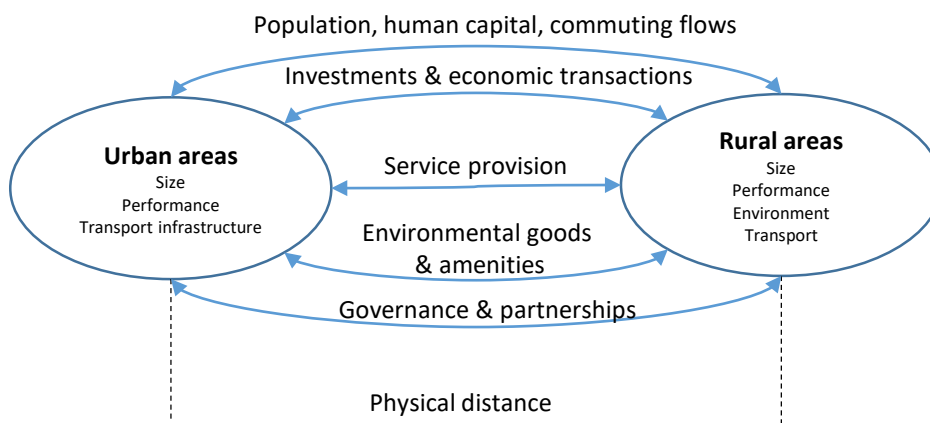 Population, human capital, commuting flows
Investments & economic transactions
Urban areas
Size
Performance
Transport infrastructure
Service provision
Rural areas
Size
Performance
Environment
Transport
Environmental goods
& amenities
Governance & partnerships
Physical distance